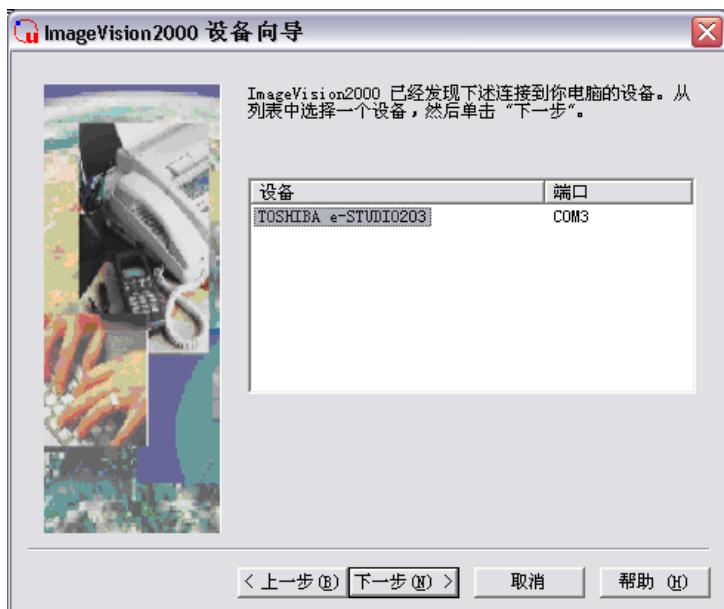 ImageVision2000 设备向导
ImageVision2000 已经发现下述连接到你电脑的设备。从
列表中选择一个设备，然后单击 “下一步”。
设备 端口
TOSHIBA e-STUDIO203 COM3
< 上一步(B) 下一步(N) > 取消 帮助 (H)